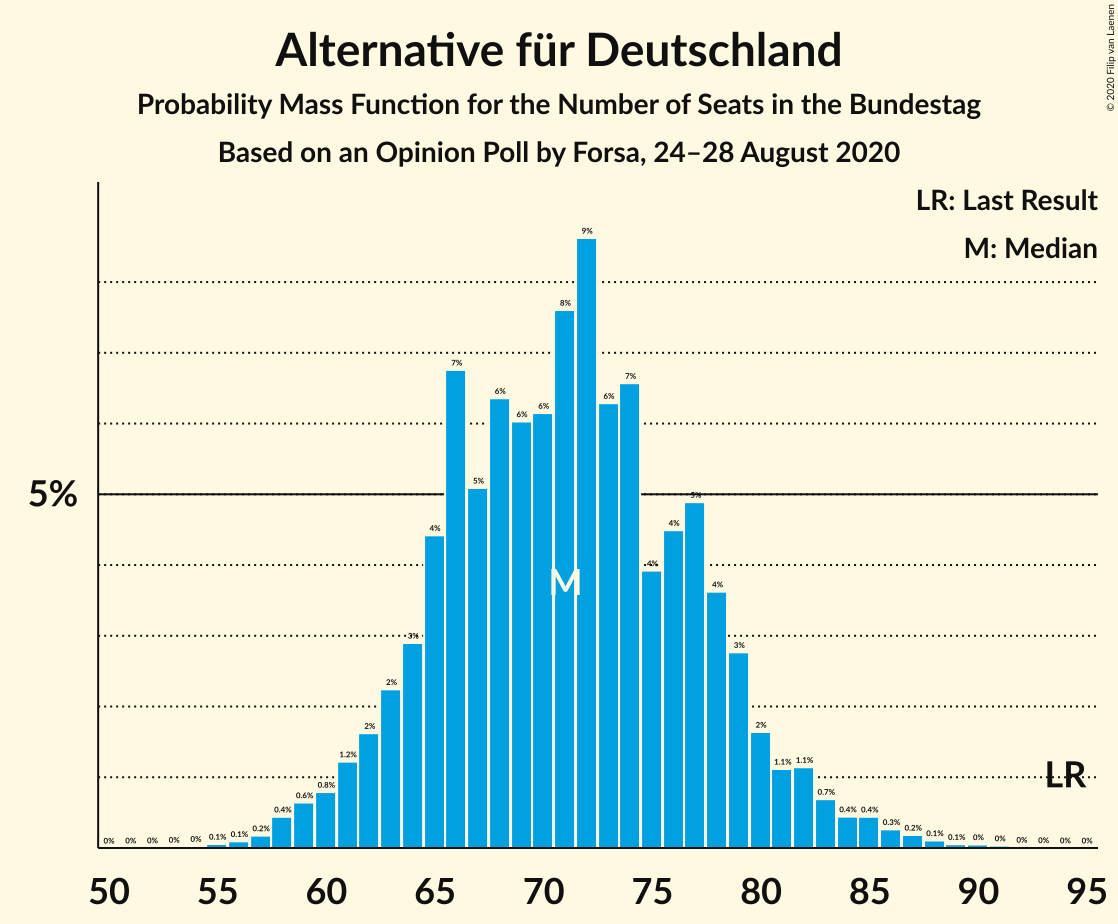 Alternative für Deutschland
Probability Mass Function for the Number of Seats in the Bundestag
Based on an Opinion Poll by Forsa, 24–28 August 2020
© 2020 Filip van Laenen
LR: Last Result
M: Median
5%
0% 0% 0% 0% 0% 0.1% 0.1% 0.2% 0.4% 0.6% 0.8% 1.2% 2% 2% 3% 4% 7% 5% 6% 6% 6% 8% 9% 6% 7% 4% 4% 5% 4% 3% 2% 1.1% 1.1% 0.7% 0.4% 0.4% 0.3% 0.2% 0.1% 0.1% 0% 0% 0% 0% 0% 0%
M
LR
50 55 60 65 70 75 80 85 90 95